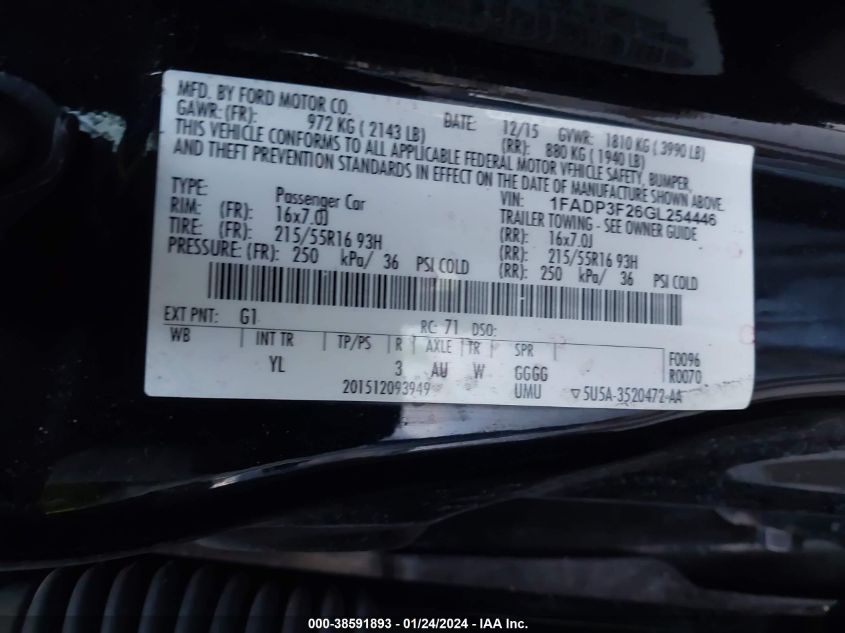 MFD. BY FORD MOTOR CO.
DATE: 12/15 GVWR: 1810 KG ( 3990 LB)
GAWR: (FR): 972 KG ( 2143 LB) (RR): 880 KG ( 1940 LB)
THIS VEHICLE CONFORMS TO ALL APPLICABLE FEDERAL MOTOR VEHICLE SAFETY, BUMPER,
AND THEFT PREVENTION STANDARDS IN EFFECT ON THE DATE OF MANUFACTURE SHOWN ABOVE.
VIN: 1FADP3F26GL254446
TYPE: Passenger Car TRAILER TOWING - SEE OWNER GUIDE
RIM: (FR): 16x7.0J (RR): 16x7.0J
TIRE: (FR): 215/55R16 93H (RR): 215/55R16 93H
PRESSURE: (FR): 250 kPa/ 36 PSI COLD (RR): 250 kPa/ 36 PSI COLD
EXT PNT: G1 RC: 71 DSO:
WB INT TR TP/PS R AXLE TR SPR F0096
YL 3 AU W GGGG R0070
201512093949 UMU ▽5U5A-3520472-AA
000-38591893 - 01/24/2024 - IAA Inc.